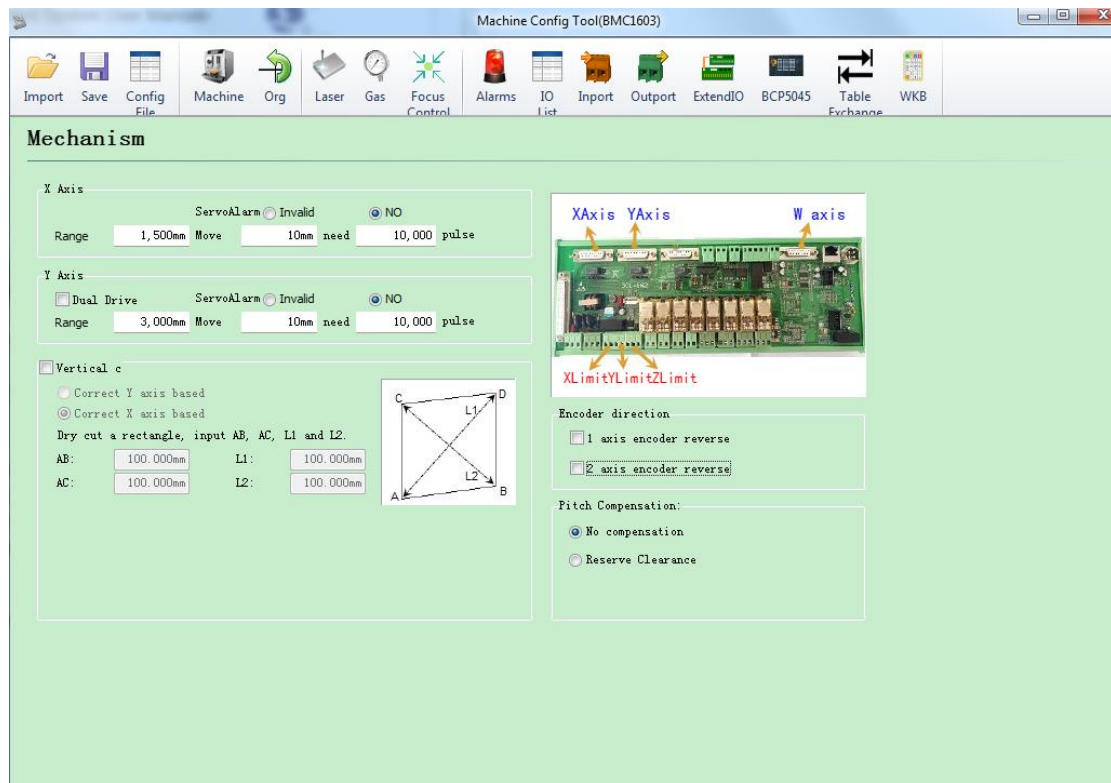 Machine Config Tool(BMC1603)
Import Save Config File Machine Org Laser Gas Focus Control Alarms IO List Inport Outport ExtendIO BCP5045 Table Exchange WKB
Mechanism
X Axis
ServoAlarm Invalid NO
Range 1,500mm Move 10mm need 10,000 pulse
Y Axis
Dual Drive ServoAlarm Invalid NO
Range 3,000mm Move 10mm need 10,000 pulse
Vertical c
Correct Y axis based
Correct X axis based
Dry cut a rectangle, input AB, AC, L1 and L2.
AB: 100.000mm L1: 100.000mm
AC: 100.000mm L2: 100.000mm
C D
L1
L2
A B
XAxis YAxis W axis
XLimitYLimitZLimit
Encoder direction
1 axis encoder reverse
2 axis encoder reverse
Pitch Compensation:
No compensation
Reserve Clearance